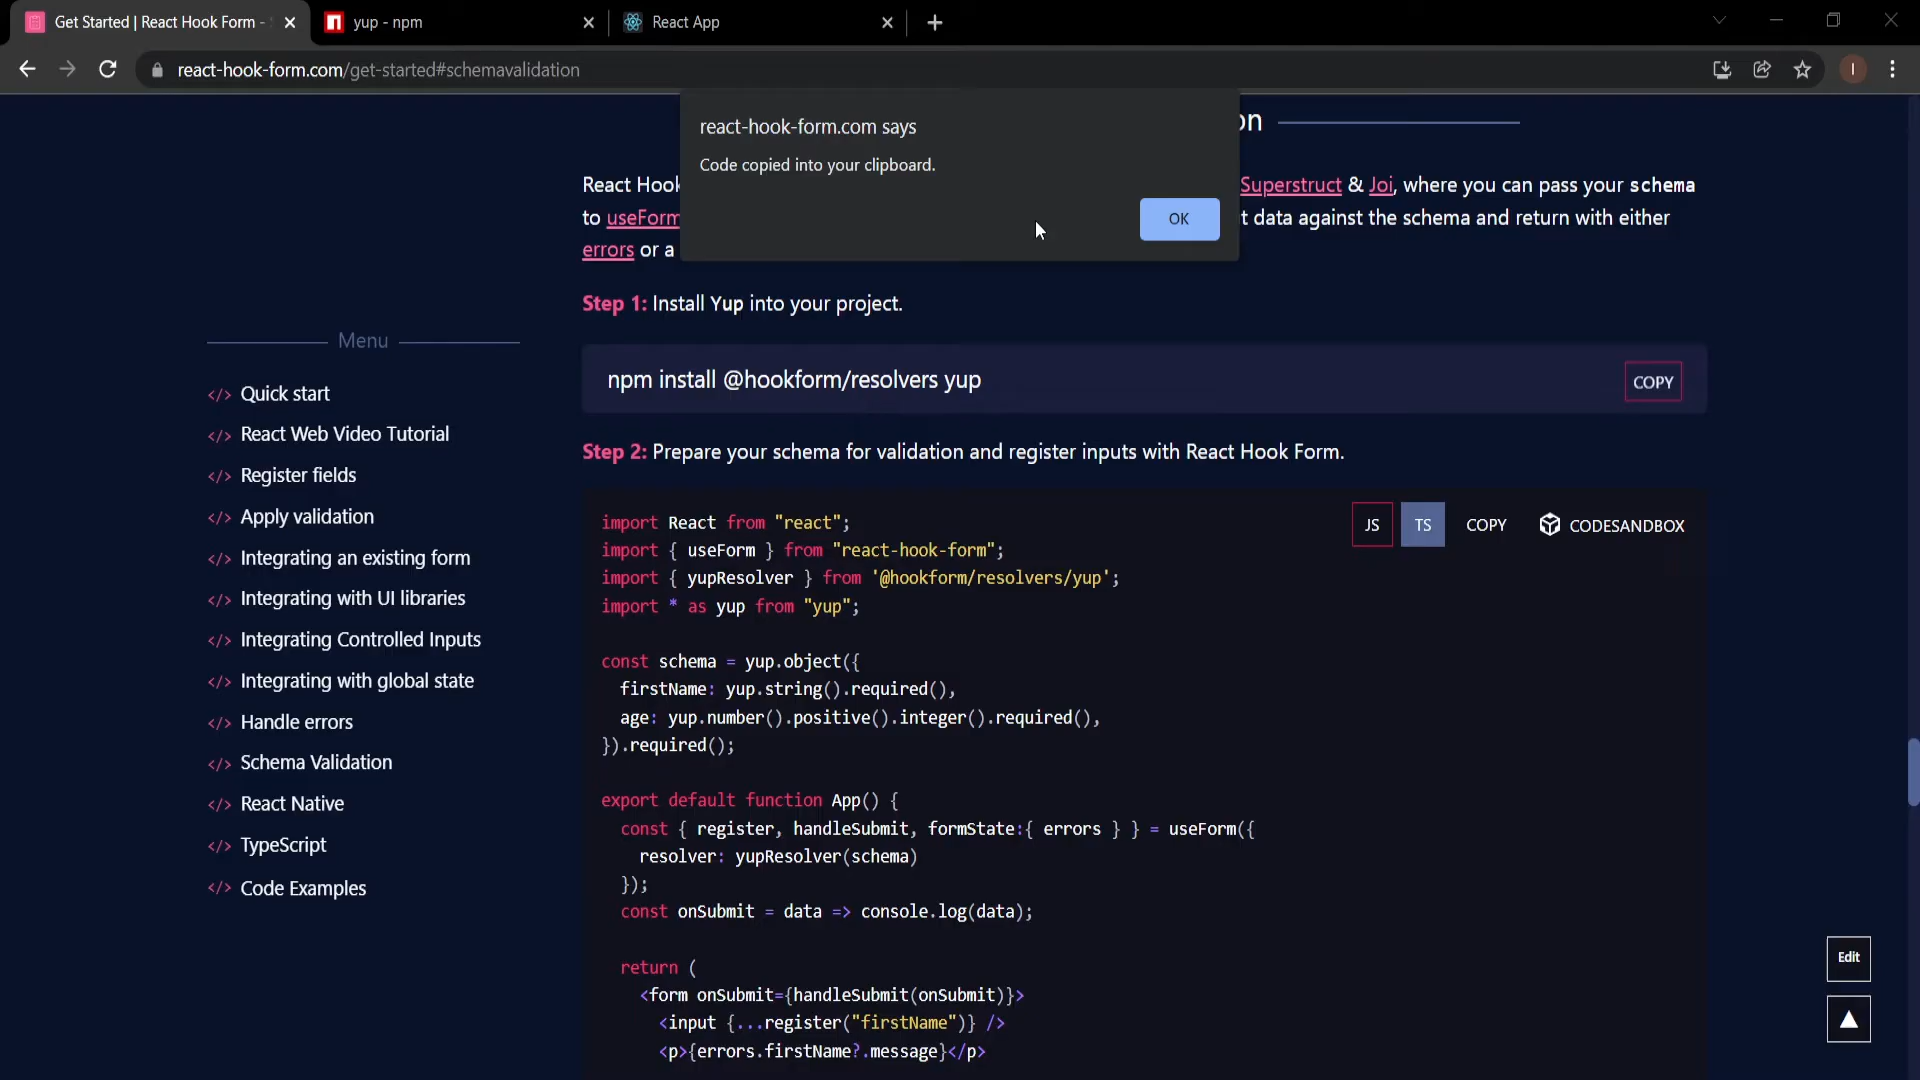 Get Started | React Hook Form -
yup - npm
React App
react-hook-form.com/get-started#schemavalidation
I
react-hook-form.com says
Code copied into your clipboard.
OK
on
React Hook
Superstruct & Joi, where you can pass your schema
to useForm
t data against the schema and return with either
errors or a
Step 1: Install Yup into your project.
npm install @hookform/resolvers yup
COPY
Step 2: Prepare your schema for validation and register inputs with React Hook Form.
Menu
</> Quick start
</> React Web Video Tutorial
</> Register fields
</> Apply validation
</> Integrating an existing form
</> Integrating with UI libraries
</> Integrating Controlled Inputs
</> Integrating with global state
</> Handle errors
</> Schema Validation
</> React Native
</> TypeScript
</> Code Examples
JS TS COPY CODESANDBOX
import React from "react";
import { useForm } from "react-hook-form";
import { yupResolver } from '@hookform/resolvers/yup';
import * as yup from "yup";
const schema = yup.object({
firstName: yup.string().required(),
age: yup.number().positive().integer().required(),
}).required();
export default function App() {
const { register, handleSubmit, formState:{ errors } } = useForm({
resolver: yupResolver(schema)
});
const onSubmit = data => console.log(data);
return (
<form onSubmit={handleSubmit(onSubmit)}>
<input {...register("firstName")} />
<p>{errors.firstName?.message}</p>
Edit